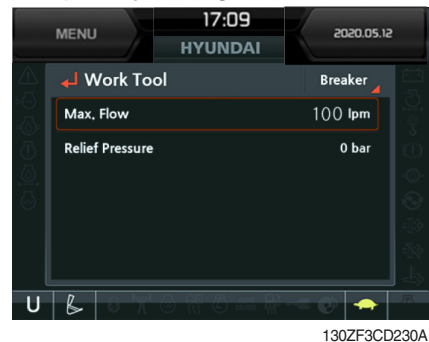 17:09
MENU
2020.05.12
HYUNDAI
Work Tool
Breaker
Max. Flow
100 lpm
Relief Pressure
0 bar
U
130ZF3CD230A